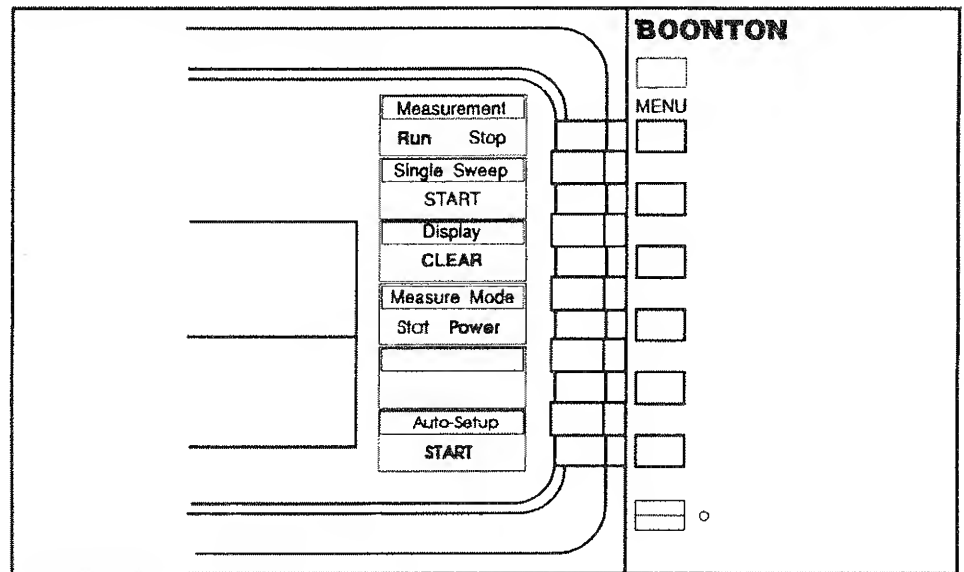 BOONTON
MENU
Measurement
Run Stop
Single Sweep
START
Display
CLEAR
Measure Mode
Stat Power
Auto-Setup
START